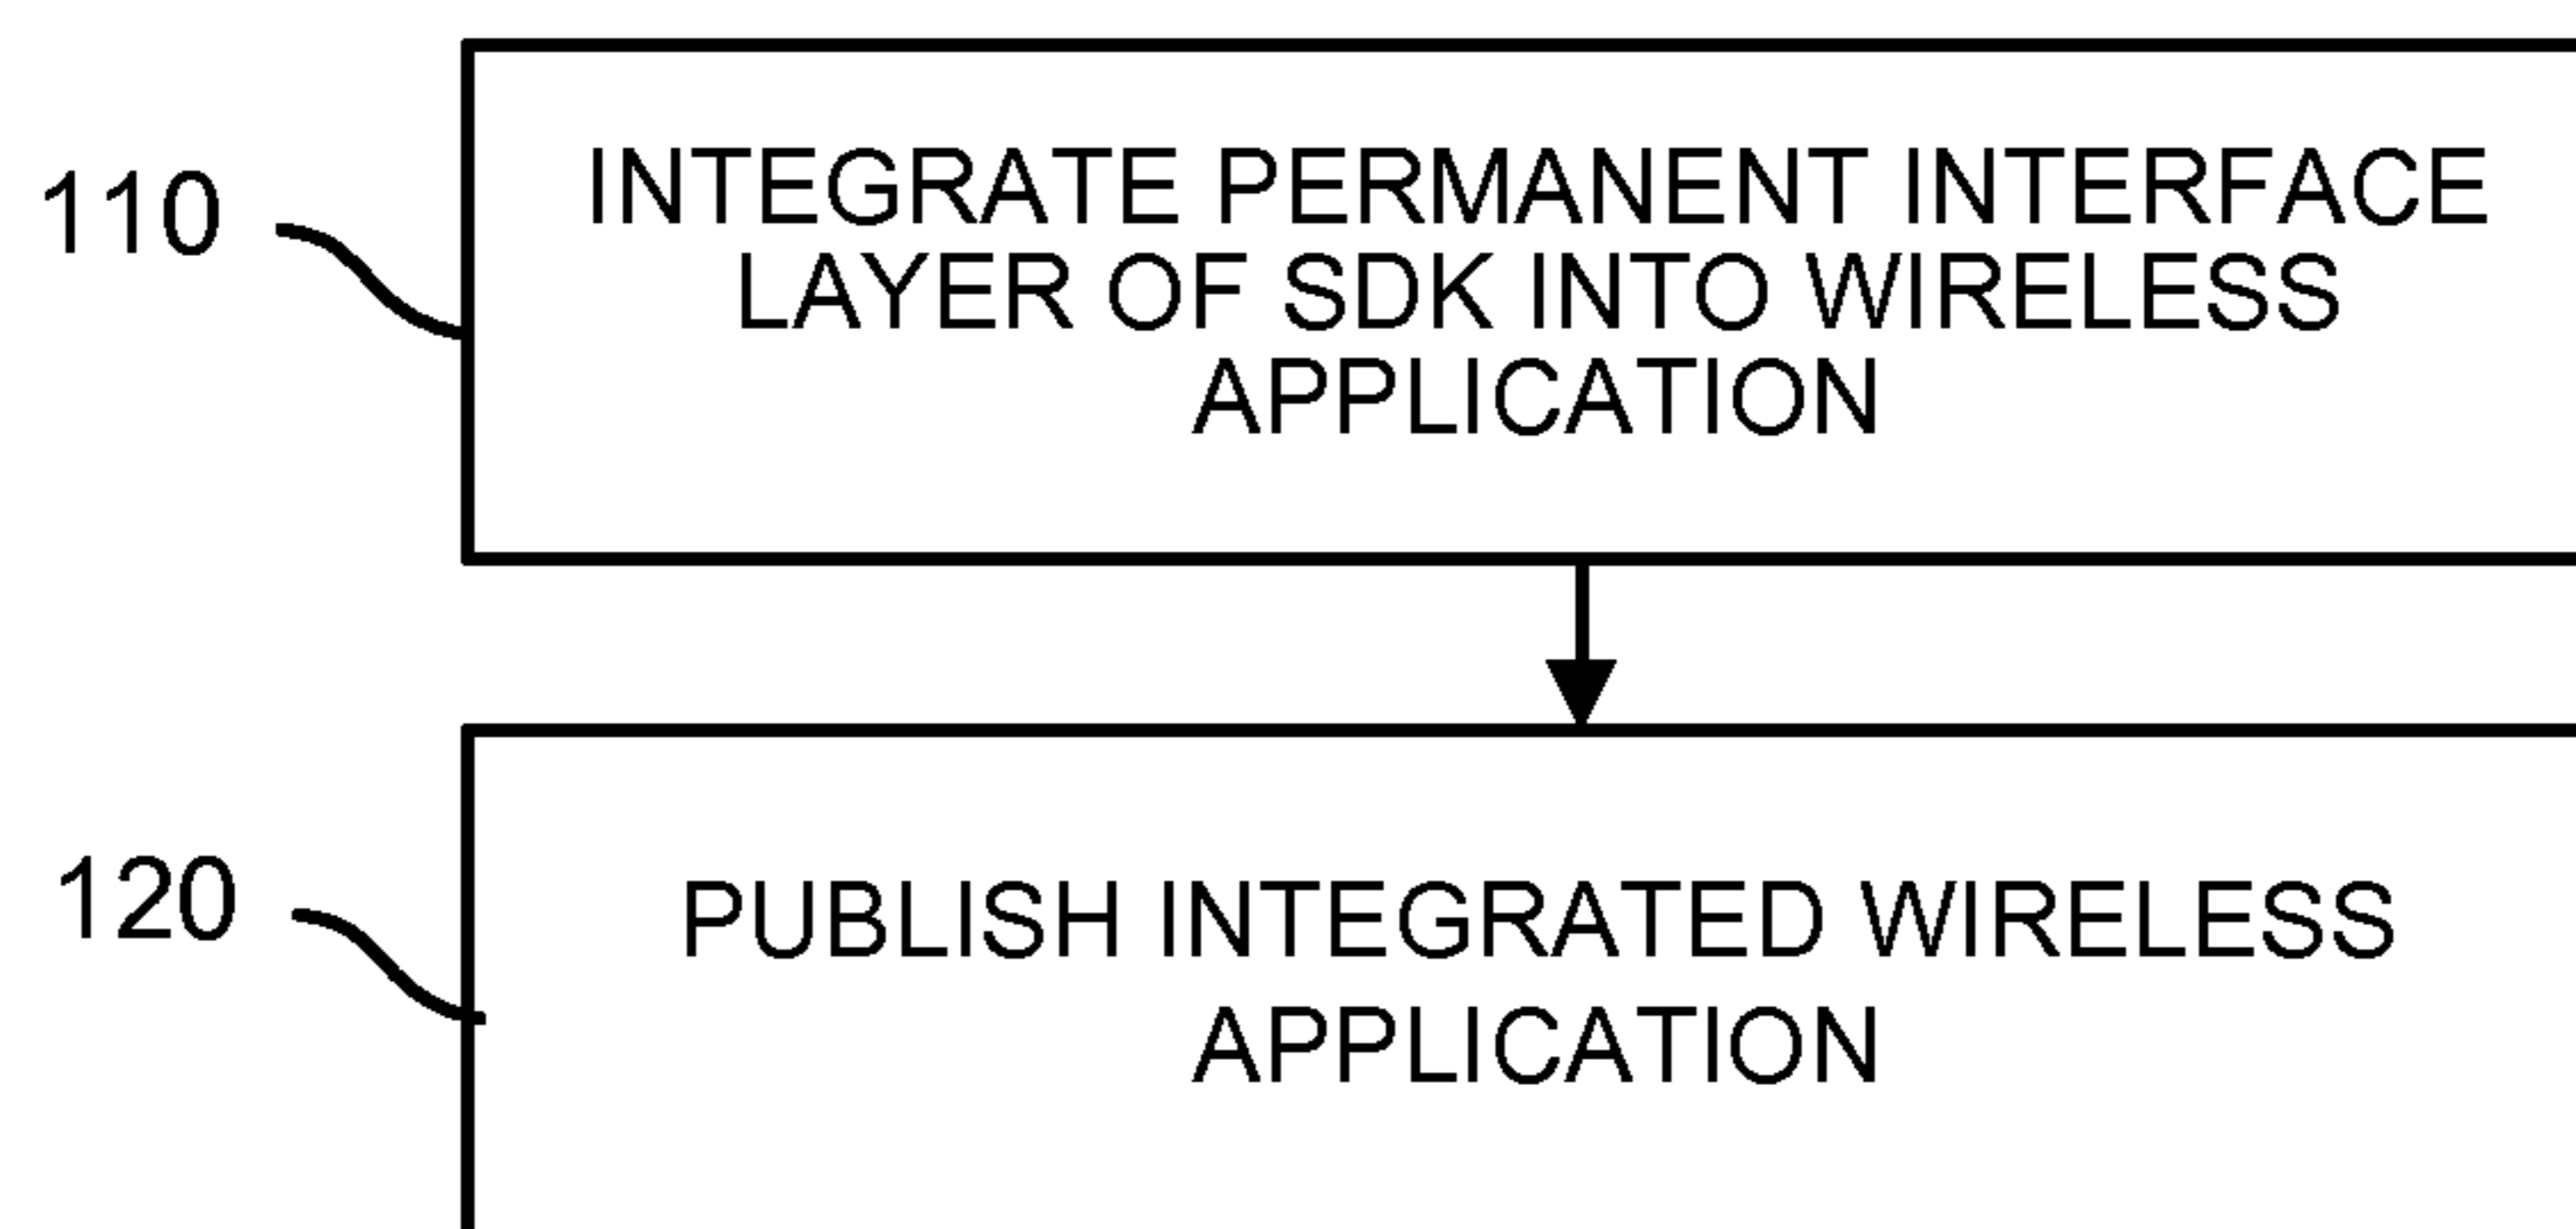 110
INTEGRATE PERMANENT INTERFACE
LAYER OF SDK INTO WIRELESS
APPLICATION
120
PUBLISH INTEGRATED WIRELESS
APPLICATION